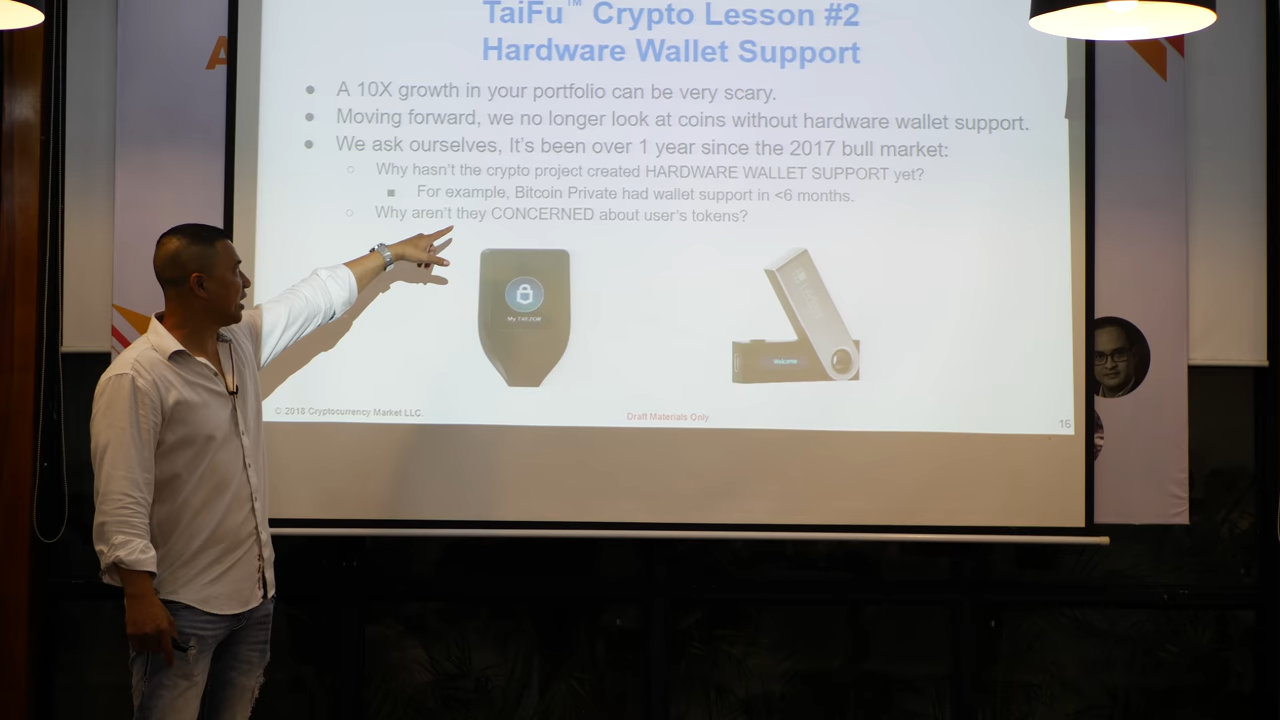 TaiFu™ Crypto Lesson #2
Hardware Wallet Support
● A 10X growth in your portfolio can be very scary.
● Moving forward, we no longer look at coins without hardware wallet support.
● We ask ourselves, It's been over 1 year since the 2017 bull market:
○ Why hasn't the crypto project created HARDWARE WALLET SUPPORT yet?
■ For example, Bitcoin Private had wallet support in <6 months.
○ Why aren't they CONCERNED about user's tokens?
My TREZOR
Ledger
Welcome
© 2018 Cryptocurrency Market LLC.
Draft Materials Only
16
A